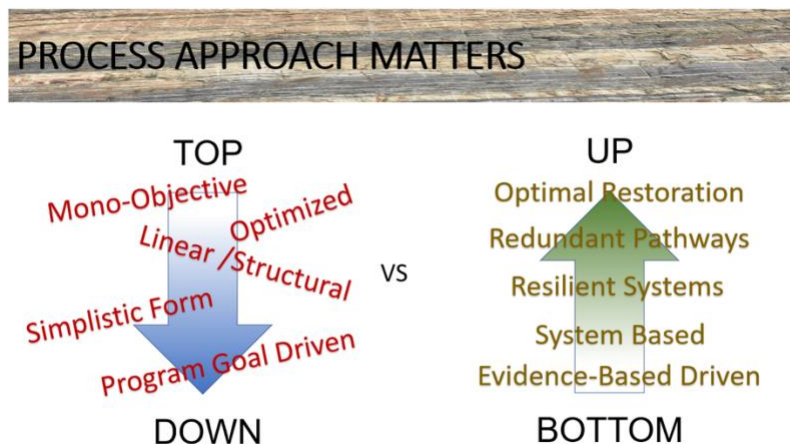 PROCESS APPROACH MATTERS
TOP
Mono-Objective
Optimized
Linear /Structural
Simplistic Form
Program Goal Driven
DOWN
VS
UP
Optimal Restoration
Redundant Pathways
Resilient Systems
System Based
Evidence-Based Driven
BOTTOM